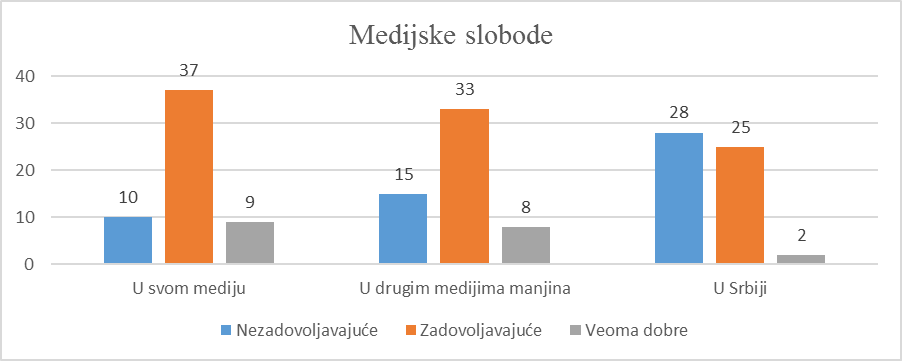 Medijske slobode
40
30
20
10
0
10
37
9
15
33
8
28
25
2
U svom mediju
U drugim medijima manjina
U Srbiji
Nezadovoljavajuće
Zadovoljavajuće
Veoma dobre